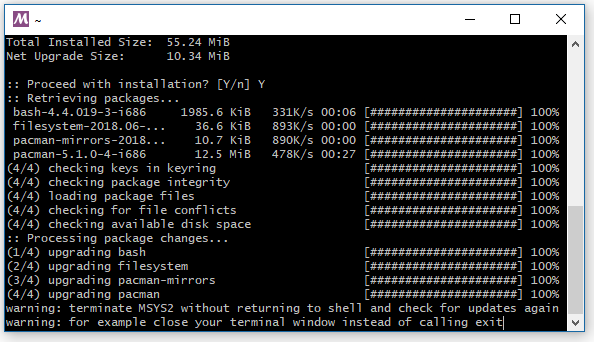 ~
Total Installed Size:  55.24 MiB
Net Upgrade Size:      10.34 MiB
:: Proceed with installation? [Y/n] Y
:: Retrieving packages...
 bash-4.4.019-3-i686     1985.6 KiB   331K/s 00:06 [#####################] 100%
 filesystem-2018.06-...    36.6 KiB   893K/s 00:00 [#####################] 100%
 pacman-mirrors-2018...    10.7 KiB   890K/s 00:00 [#####################] 100%
 pacman-5.1.0-4-i686       12.5 MiB   478K/s 00:27 [#####################] 100%
(4/4) checking keys in keyring                     [#####################] 100%
(4/4) checking package integrity                   [#####################] 100%
(4/4) loading package files                        [#####################] 100%
(4/4) checking for file conflicts                  [#####################] 100%
(4/4) checking available disk space                [#####################] 100%
:: Processing package changes...
(1/4) upgrading bash                               [#####################] 100%
(2/4) upgrading filesystem                         [#####################] 100%
(3/4) upgrading pacman-mirrors                     [#####################] 100%
(4/4) upgrading pacman                             [#####################] 100%
warning: terminate MSYS2 without returning to shell and check for updates again
warning: for example close your terminal window instead of calling exit